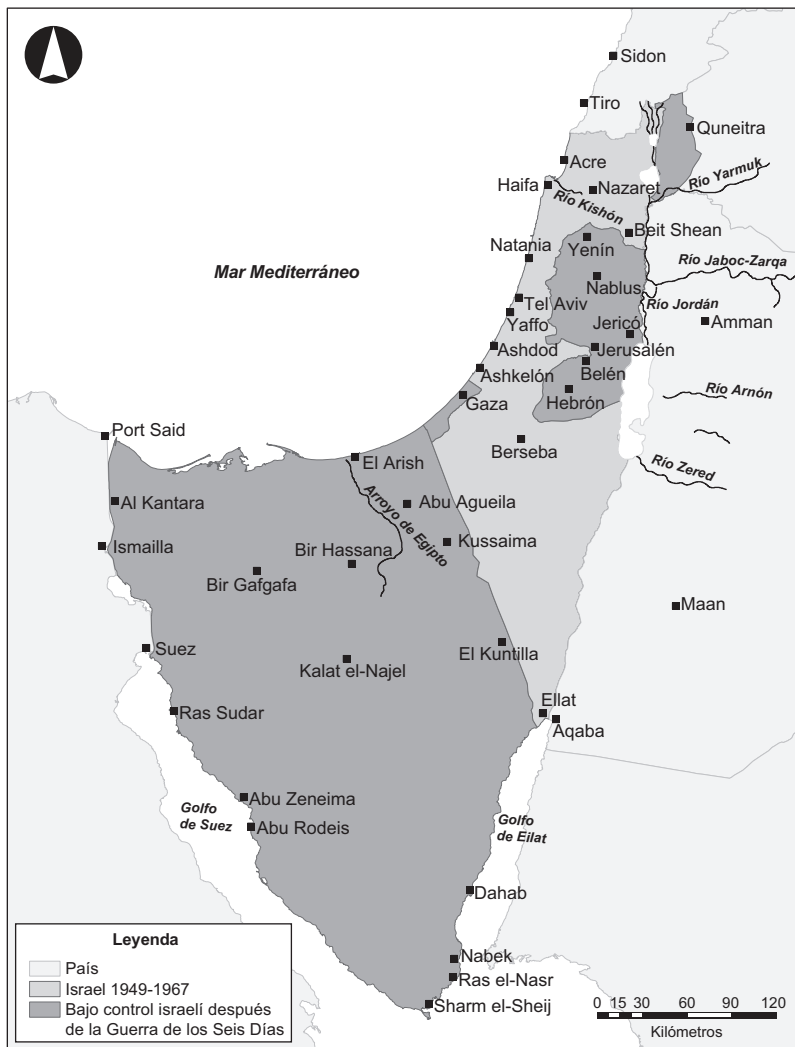 Sidon
Tiro
Quneitra
Acre
Haifa
Nazaret
Río Yarmuk
Río Kishón
Beit Shean
Natania
Yenín
Mar Mediterráneo
Río Jaboc-Zarqa
Nablus
Tel Aviv
Río Jordán
Yaffo
Jericó
Amman
Ashdod
Jerusalén
Ashkelón
Belén
Gaza
Hebrón
Río Arnón
Port Said
Berseba
El Arish
Río Zered
Al Kantara
Abu Agueila
Arroyo de Egipto
Ismailla
Bir Hassana
Kussaima
Bir Gafgafa
Maan
Suez
Kalat el-Najel
El Kuntilla
Ras Sudar
Ellat
Aqaba
Abu Zeneima
Golfo
de Suez
Abu Rodeis
Golfo
de Eilat
Dahab
Nabek
Ras el-Nasr
Sharm el-Sheij
Leyenda
País
Israel 1949-1967
Bajo control israelí después
de la Guerra de los Seis Días
0 15 30 60 90 120
Kilómetros